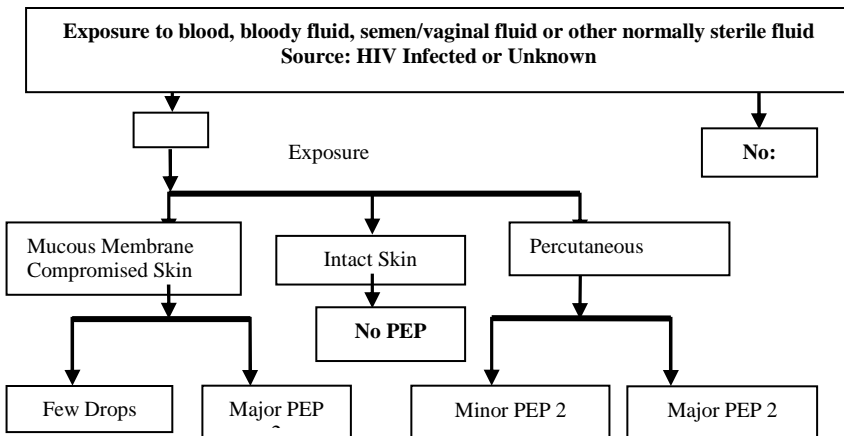 Exposure to blood, bloody fluid, semen/vaginal fluid or other normally sterile fluid
Source: HIV Infected or Unknown
Exposure
No:
Mucous Membrane
Compromised Skin
Intact Skin
Percutaneous
No PEP
Few Drops
Major PEP
Minor PEP 2
Major PEP 2